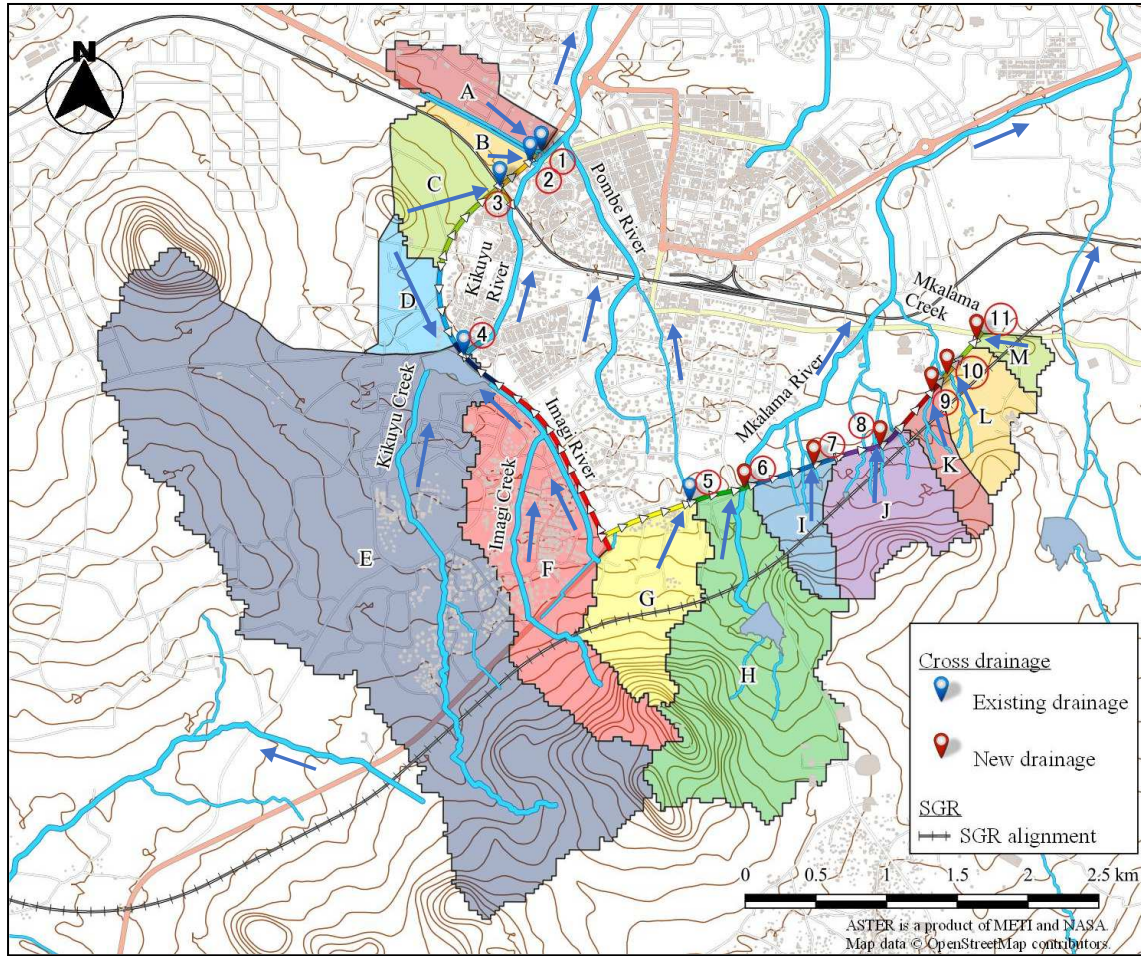 N
A
B
C
D
E
F
G
H
I
J
K
L
M
1
2
3
4
5
6
7
8
9
10
11
Kikuyu
River
Pombe River
Mkalama
Creek
Mkalama River
Kikuyu Creek
Imagi Creek
Imagi River
Cross drainage
Existing drainage
New drainage
SGR
SGR alignment
0 0.5 1 1.5 2 2.5 km
ASTER is a product of METI and NASA.
Map data © OpenStreetMap contributors.